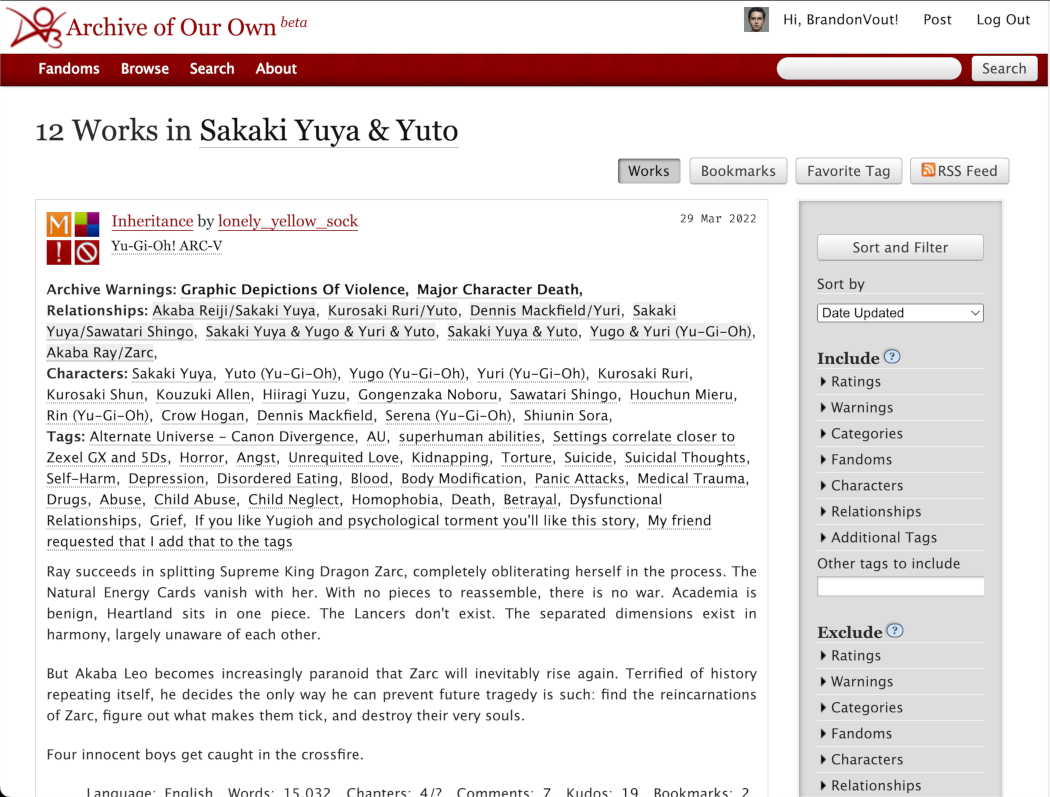 Archive of Our Own beta
Hi, BrandonVout! Post Log Out
Fandoms Browse Search About
Search
12 Works in Sakaki Yuya & Yuto
Works Bookmarks Favorite Tag RSS Feed
Inheritance by lonely_yellow_sock
29 Mar 2022
Yu-Gi-Oh! ARC-V
Archive Warnings: Graphic Depictions Of Violence, Major Character Death,
Relationships: Akaba Reiji/Sakaki Yuya, Kurosaki Ruri/Yuto, Dennis Mackfield/Yuri, Sakaki
Yuya/Sawatari Shingo, Sakaki Yuya & Yugo & Yuri & Yuto, Sakaki Yuya & Yuto, Yugo & Yuri (Yu-Gi-Oh),
Akaba Ray/Zarc,
Characters: Sakaki Yuya, Yuto (Yu-Gi-Oh), Yugo (Yu-Gi-Oh), Yuri (Yu-Gi-Oh), Kurosaki Ruri,
Kurosaki Shun, Kouzuki Allen, Hiiragi Yuzu, Gongenzaka Noboru, Sawatari Shingo, Houchun Mieru,
Rin (Yu-Gi-Oh), Crow Hogan, Dennis Mackfield, Serena (Yu-Gi-Oh), Shiunin Sora,
Tags: Alternate Universe - Canon Divergence, AU, superhuman abilities, Settings correlate closer to
Zexel GX and 5Ds, Horror, Angst, Unrequited Love, Kidnapping, Torture, Suicide, Suicidal Thoughts,
Self-Harm, Depression, Disordered Eating, Blood, Body Modification, Panic Attacks, Medical Trauma,
Drugs, Abuse, Child Abuse, Child Neglect, Homophobia, Death, Betrayal, Dysfunctional
Relationships, Grief, If you like Yugioh and psychological torment you'll like this story, My friend
requested that I add that to the tags
Ray succeeds in splitting Supreme King Dragon Zarc, completely obliterating herself in the process. The
Natural Energy Cards vanish with her. With no pieces to reassemble, there is no war. Academia is
benign, Heartland sits in one piece. The Lancers don't exist. The separated dimensions exist in
harmony, largely unaware of each other.
But Akaba Leo becomes increasingly paranoid that Zarc will inevitably rise again. Terrified of history
repeating itself, he decides the only way he can prevent future tragedy is such: find the reincarnations
of Zarc, figure out what makes them tick, and destroy their very souls.
Four innocent boys get caught in the crossfire.
Language: English Words: 15,032 Chapters: 4/? Comments: 7 Kudos: 19 Bookmarks: 2
Sort and Filter
Sort by
Date Updated
Include ?
Ratings
Warnings
Categories
Fandoms
Characters
Relationships
Additional Tags
Other tags to include
Exclude ?
Ratings
Warnings
Categories
Fandoms
Characters
Relationships